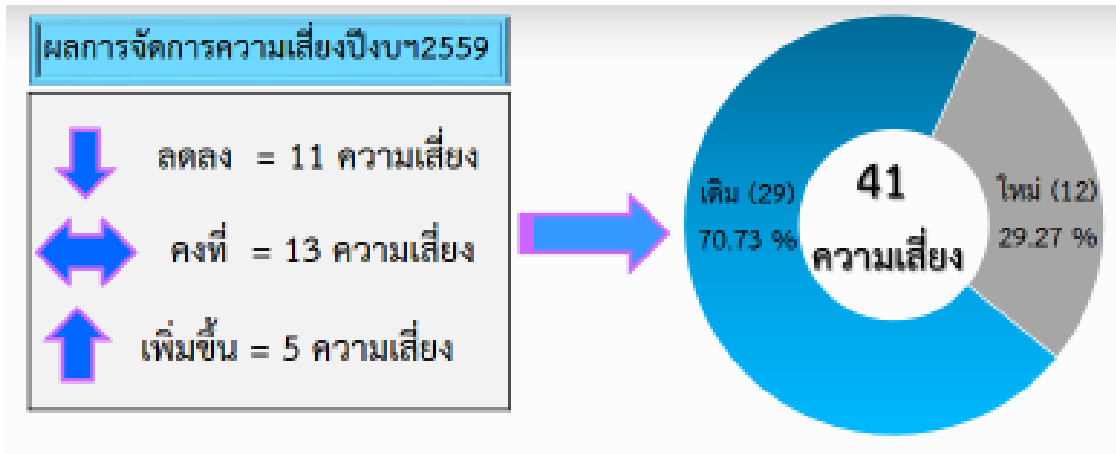 ผลการจัดการความเสี่ยงปีงบฯ2559
ลดลง = 11 ความเสี่ยง
คงที่ = 13 ความเสี่ยง
เพิ่มขึ้น = 5 ความเสี่ยง
เดิม (29)
70.73 %
41
ความเสี่ยง
ใหม่ (12)
29.27 %